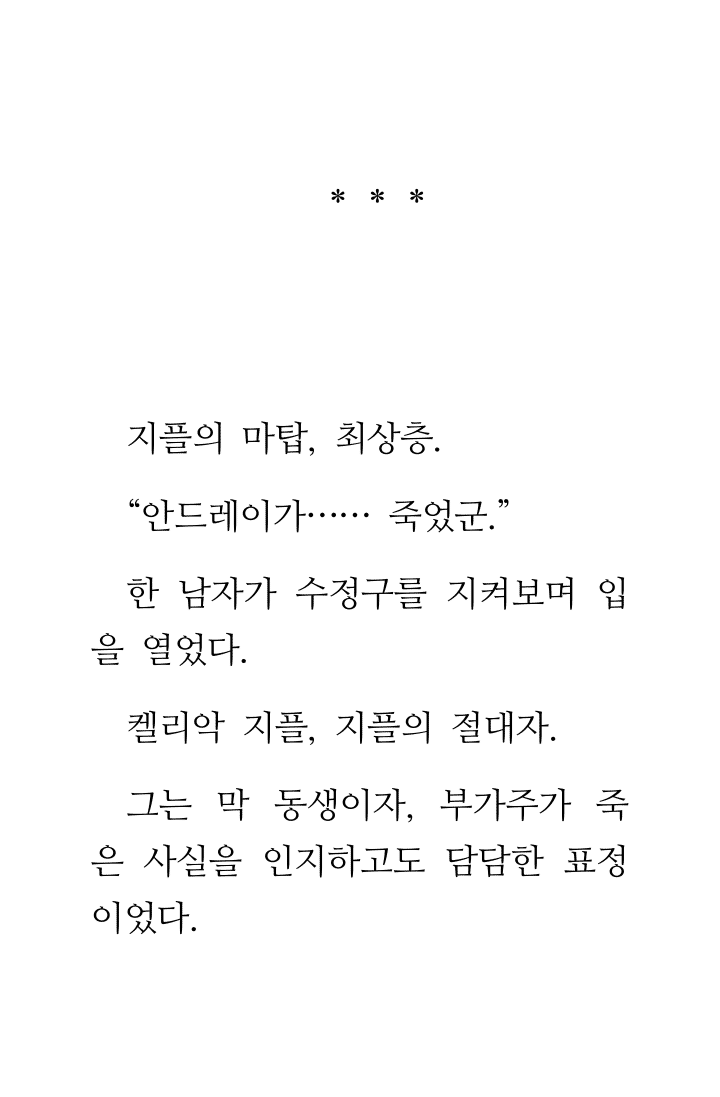 * * *
지플의 마탑, 최상층.
“안드레이가…… 죽었군.”
한 남자가 수정구를 지켜보며 입
을 열었다.
켈리악 지플, 지플의 절대자.
그는 막 동생이자, 부가주가 죽
은 사실을 인지하고도 담담한 표정
이었다.